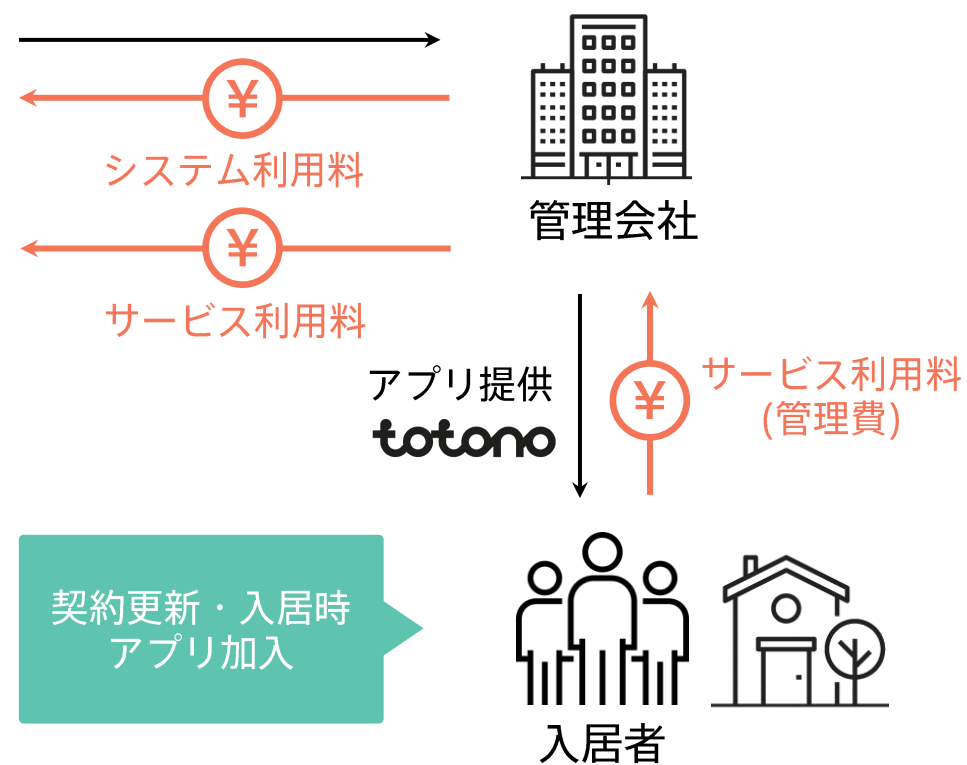 ¥
システム利用料
管理会社
¥
サービス利用料
アプリ提供
totono
¥
サービス利用料
(管理費)
契約更新・入居時
アプリ加入
入居者